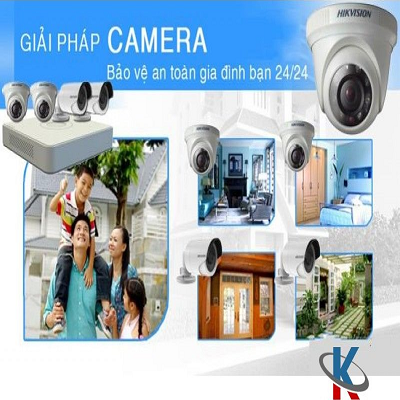 GIẢI PHÁP CAMERA
Bảo vệ an toàn gia đình bạn 24/24
HIKVISION
K